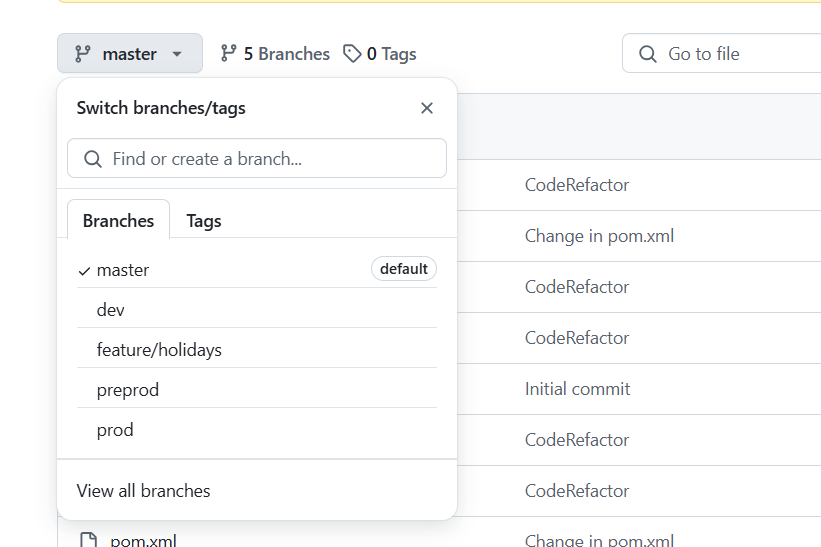 master
5 Branches
0 Tags
Go to file
Switch branches/tags
Find or create a branch...
Branches
Tags
master
default
dev
feature/holidays
preprod
prod
View all branches
CodeRefactor
Change in pom.xml
CodeRefactor
CodeRefactor
Initial commit
CodeRefactor
CodeRefactor
pom.xml
Change in pom.xml